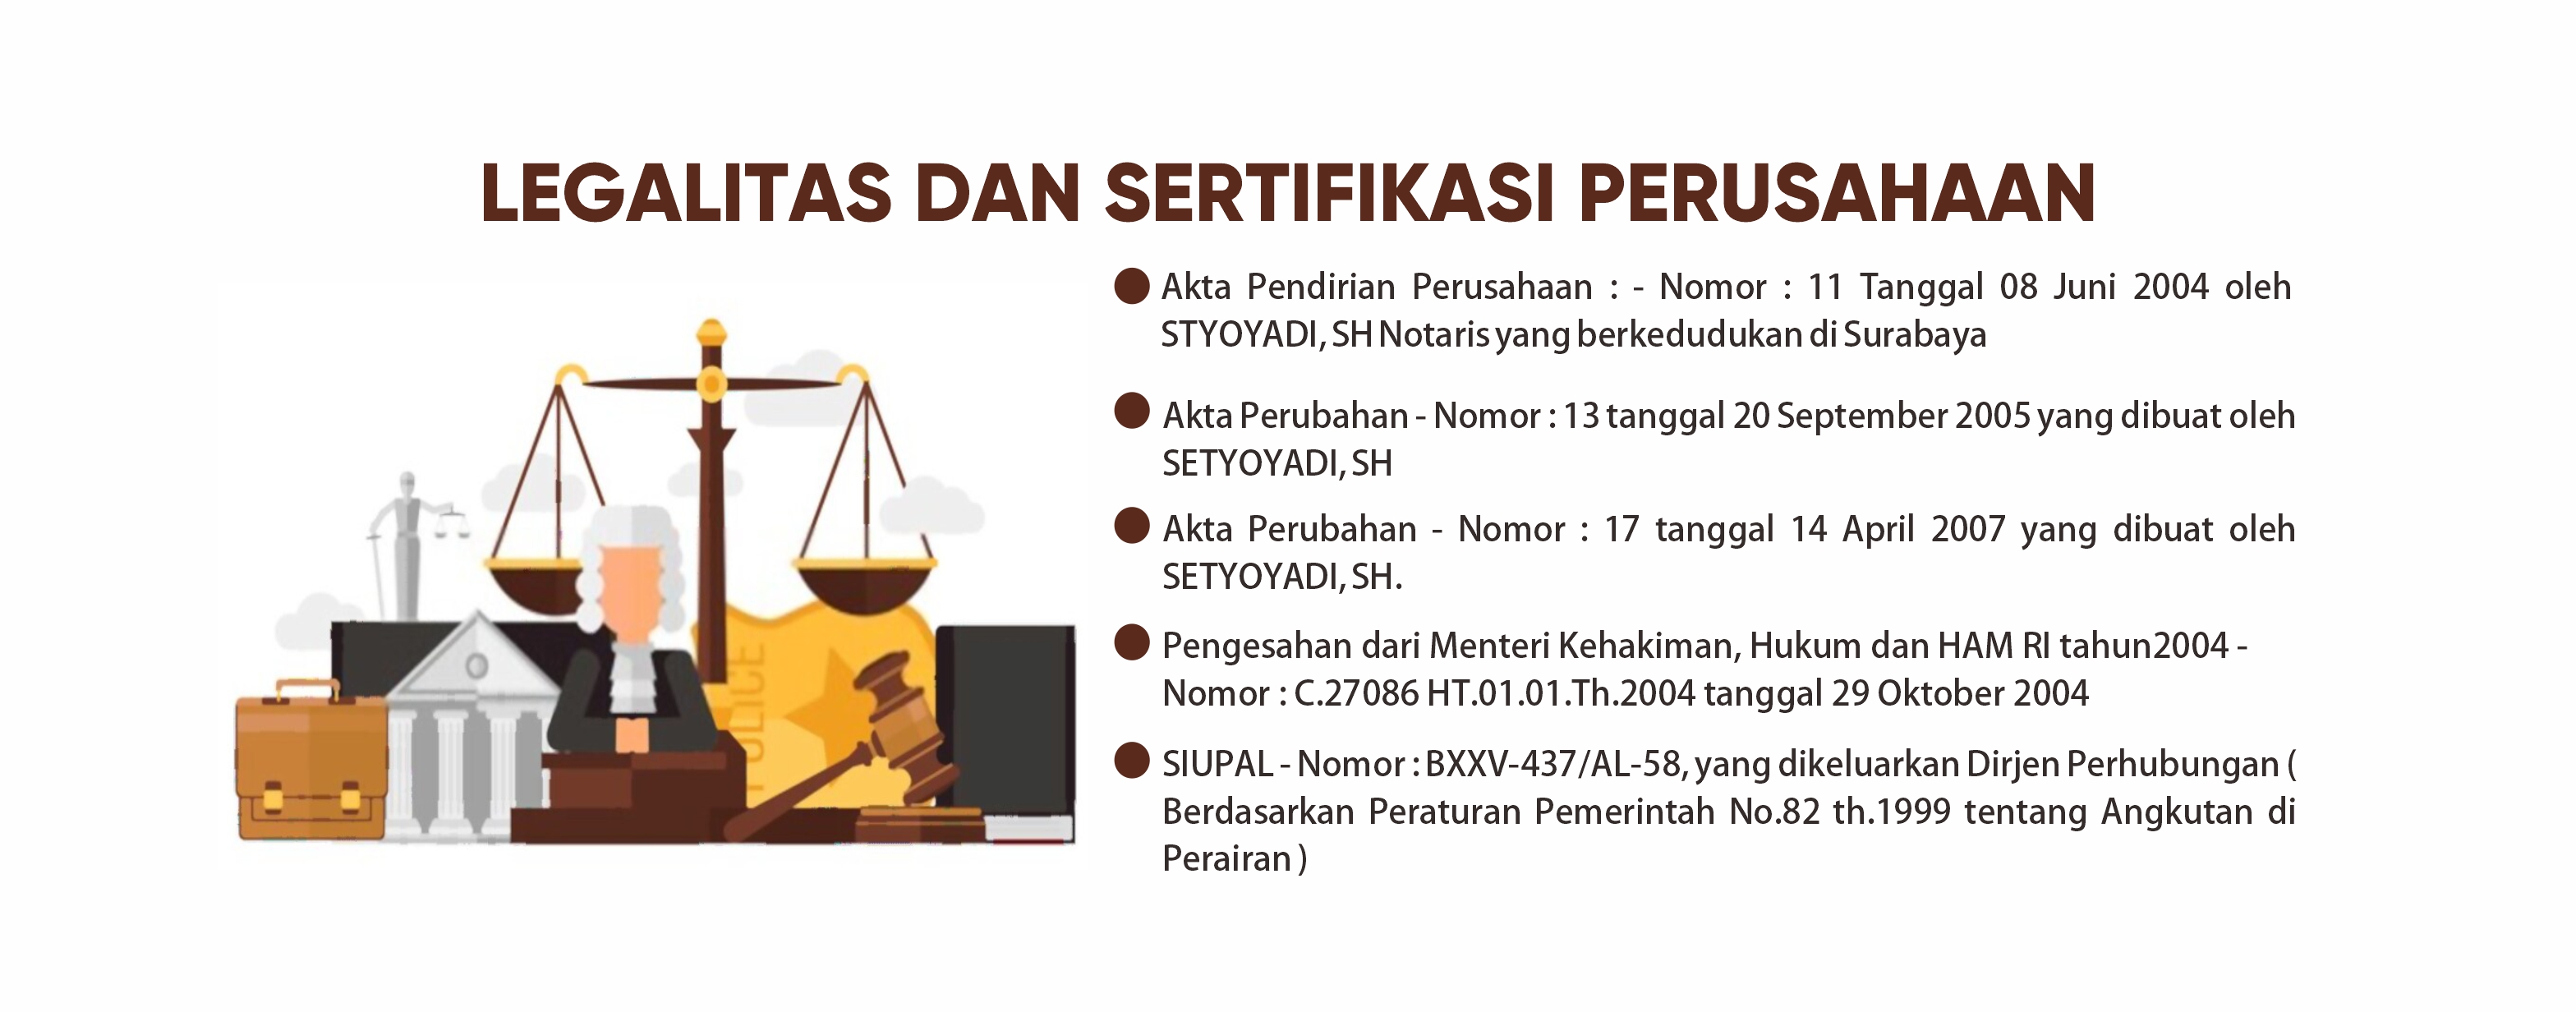 LEGALITAS DAN SERTIFIKASI PERUSAHAAN
Akta Pendirian Perusahaan : - Nomor : 11 Tanggal 08 Juni 2004 oleh
STYOYADI, SH Notaris yang berkedudukan di Surabaya
Akta Perubahan - Nomor : 13 tanggal 20 September 2005 yang dibuat oleh
SETYOYADI, SH
Akta Perubahan - Nomor : 17 tanggal 14 April 2007 yang dibuat oleh
SETYOYADI, SH.
Pengesahan dari Menteri Kehakiman, Hukum dan HAM RI tahun2004 -
Nomor : C.27086 HT.01.01.Th.2004 tanggal 29 Oktober 2004
SIUPAL - Nomor : BXXV-437/AL-58, yang dikeluarkan Dirjen Perhubungan (
Berdasarkan Peraturan Pemerintah No.82 th.1999 tentang Angkutan di
Perairan )
POLICE